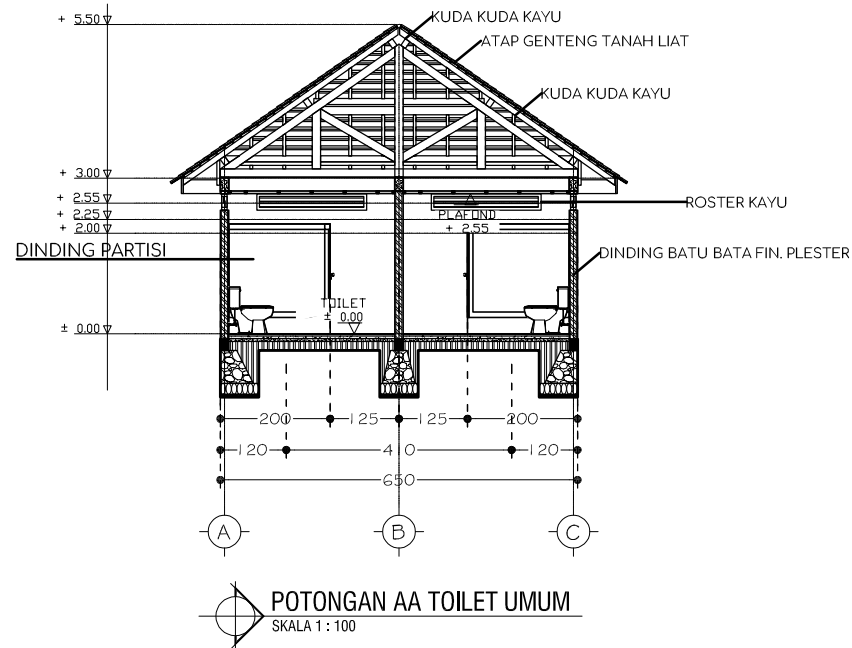 + 5.50
KUDA KUDA KAYU
ATAP GENTENG TANAH LIAT
KUDA KUDA KAYU
+ 3.00
+ 2.55
ROSTER KAYU
+ 2.25
PLAFOND
+ 2.00
+ 2.55
DINDING PARTISI
DINDING BATU BATA FIN. PLESTER
TOILET
± 0.00
± 0.00
200 125 125 200
120 410 120
650
A B C
POTONGAN AA TOILET UMUM
SKALA 1 : 100